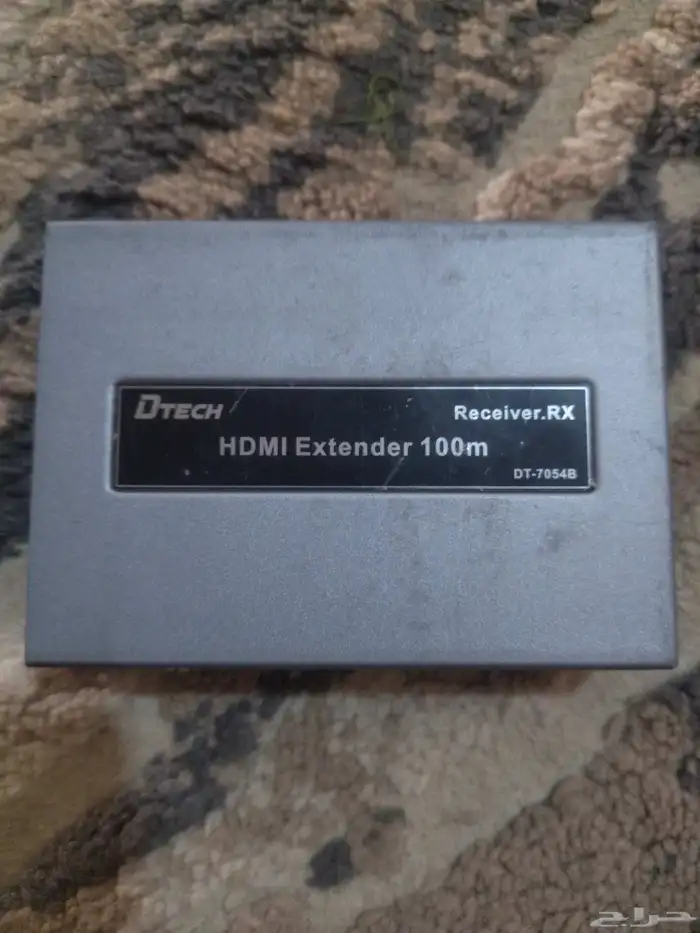 DTECH
Receiver.RX
HDMI Extender 100m
DT-7054B
حراج